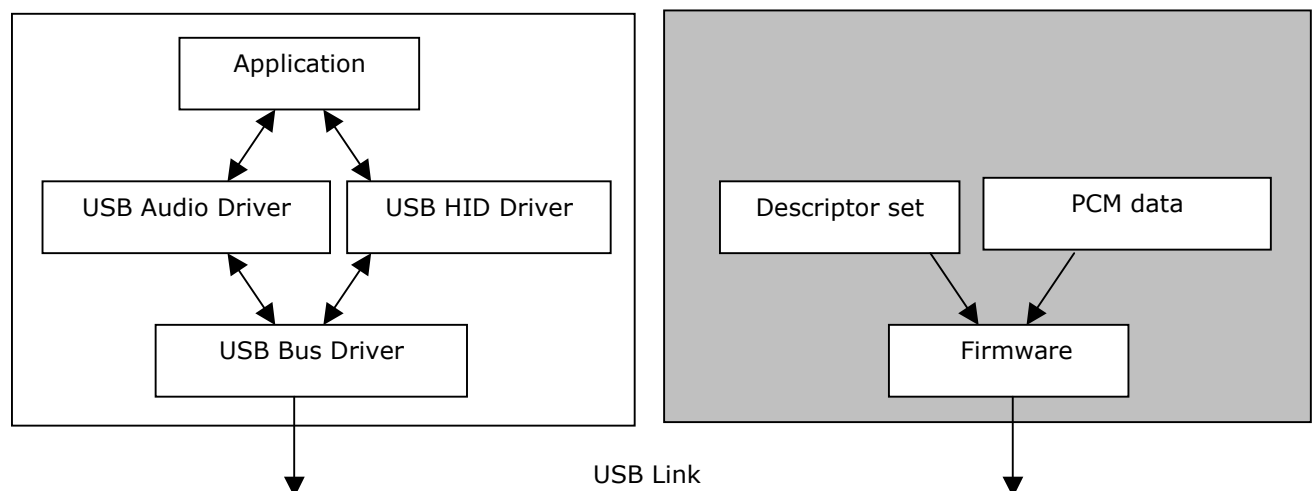 Application
USB Audio Driver
USB HID Driver
USB Bus Driver
Descriptor set
PCM data
Firmware
USB Link